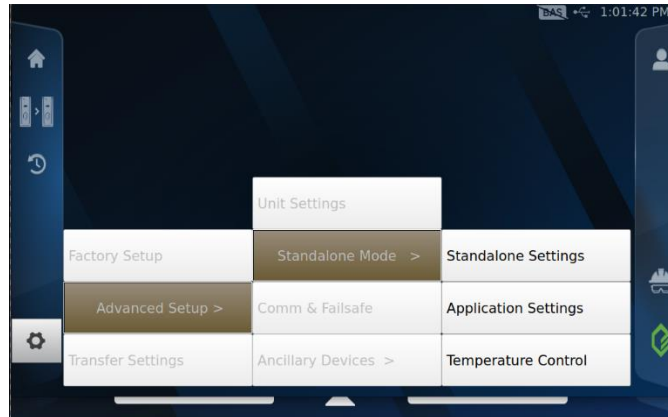 BAS 1:01:42 PM
Unit Settings
Factory Setup
Standalone Mode >
Standalone Settings
Advanced Setup >
Comm & Failsafe
Application Settings
Transfer Settings
Ancillary Devices >
Temperature Control